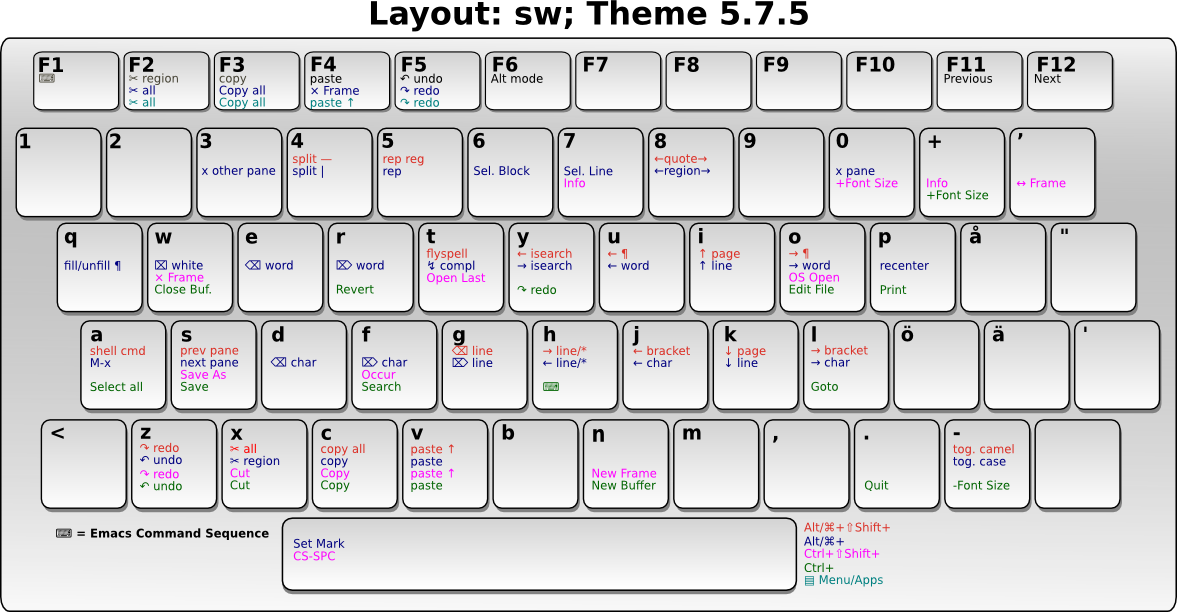 Layout: sw; Theme 5.7.5
F1
⌨
F2
✂ region
✂ all
✂ all
F3
copy
Copy all
Copy all
F4
paste
× Frame
paste ↑
F5
↶ undo
↷ redo
↷ redo
F6
Alt mode
F7
F8
F9
F10
F11
Previous
F12
Next
1
2
3
x other pane
4
split —
split |
5
rep reg
rep
6
Sel. Block
7
Sel. Line
Info
8
←quote→
←region→
9
0
x pane
+Font Size
+
Info
+Font Size
’
↔ Frame
q
fill/unfill ¶
w
⌧ white
× Frame
Close Buf.
e
⌫ word
r
⌦ word
Revert
t
flyspell
↯ compl
Open Last
y
← isearch
→ isearch
↷ redo
u
← ¶
← word
i
↑ page
↑ line
o
→ ¶
→ word
OS Open
Edit File
p
recenter
Print
å
"
a
shell cmd
M-x
Select all
s
prev pane
next pane
Save As
Save
d
⌫ char
f
⌦ char
Occur
Search
g
⌫ line
⌦ line
h
→ line/*
← line/*
⌨
j
← bracket
← char
k
↓ page
↓ line
l
→ bracket
→ char
Goto
ö
ä
'
<
z
↷ redo
↶ undo
↷ redo
↶ undo
x
✂ all
✂ region
Cut
Cut
c
copy all
copy
Copy
Copy
v
paste ↑
paste
paste ↑
paste
b
n
New Frame
New Buffer
m
,
.
Quit
-
tog. camel
tog. case
-Font Size
⌨ = Emacs Command Sequence
Set Mark
CS-SPC
Alt/⌘+⇧Shift+
Alt/⌘+
Ctrl+⇧Shift+
Ctrl+
▤ Menu/Apps